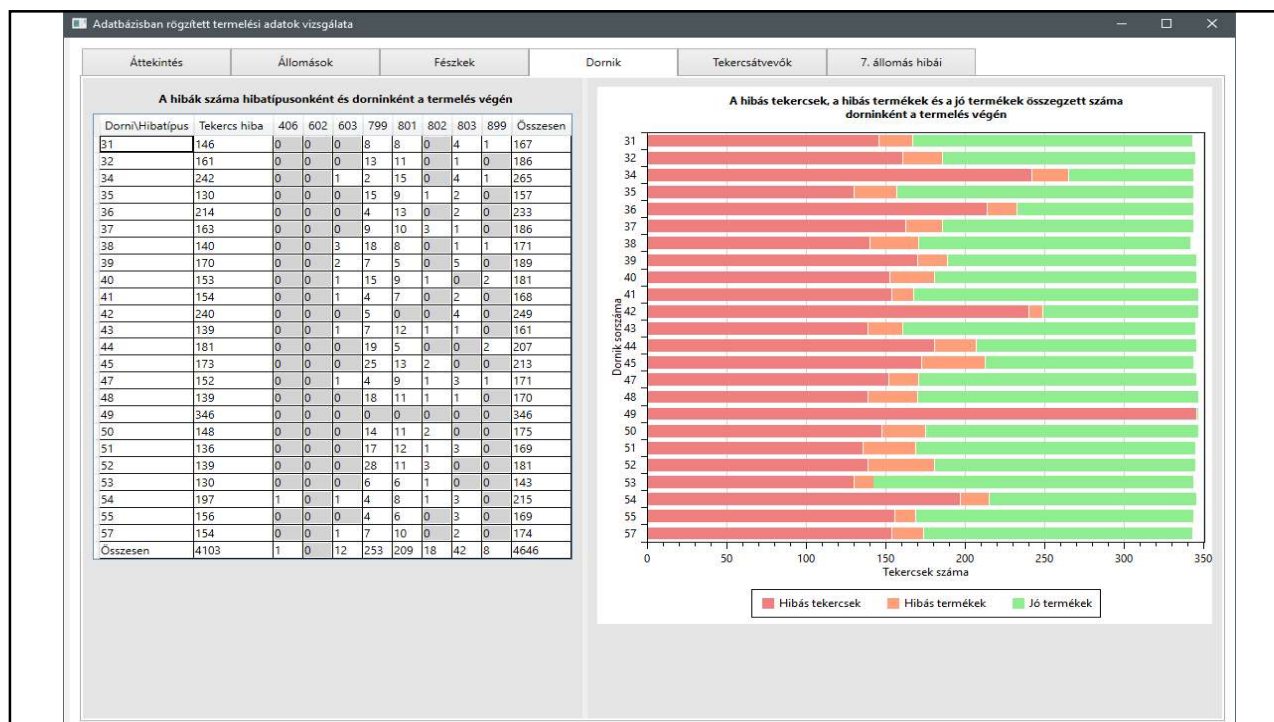 Adatbázisban rögzített termelési adatok vizsgálata
Áttekintés Állomások Fészkek Dornik Tekercsátvevők 7. állomás hibái
A hibák száma hibatípusonként és dorninként a termelés végén
Dorni\Hibatípus Tekercs hiba 406 602 603 799 801 802 803 899 Összesen
31 146 0 0 0 8 8 0 4 1 167
32 161 0 0 0 13 11 0 1 0 186
34 242 0 0 1 2 15 0 4 1 265
35 130 0 0 0 15 9 1 2 0 157
36 214 0 0 0 4 13 0 2 0 233
37 163 0 0 0 9 10 3 1 0 186
38 140 0 0 3 18 8 0 1 1 171
39 170 0 0 2 7 5 0 5 0 189
40 153 0 0 1 15 9 1 0 2 181
41 154 0 0 1 4 7 0 2 0 168
42 240 0 0 0 5 0 0 4 0 249
43 139 0 0 1 7 12 1 1 0 161
44 181 0 0 0 19 5 0 0 2 207
45 173 0 0 0 25 13 2 0 0 213
47 152 0 0 1 4 9 1 3 1 171
48 139 0 0 0 18 11 1 1 0 170
49 346 0 0 0 0 0 0 0 0 346
50 148 0 0 0 14 11 2 0 0 175
51 136 0 0 0 17 12 1 3 0 169
52 139 0 0 0 28 11 3 0 0 181
53 130 0 0 0 6 6 1 0 0 143
54 197 1 0 1 4 8 1 3 0 215
55 156 0 0 0 4 6 0 3 0 169
57 154 0 0 1 7 10 0 2 0 174
Összesen 4103 1 0 12 253 209 18 42 8 4646
A hibás tekercsek, a hibás termékek és a jó termékek összegzett száma
dorninként a termelés végén
Dornik sorszáma
31
32
34
35
36
37
38
39
40
41
42
43
44
45
47
48
49
50
51
52
53
54
55
57
0 50 100 150 200 250 300 350
Tekercsek száma
Hibás tekercsek Hibás termékek Jó termékek